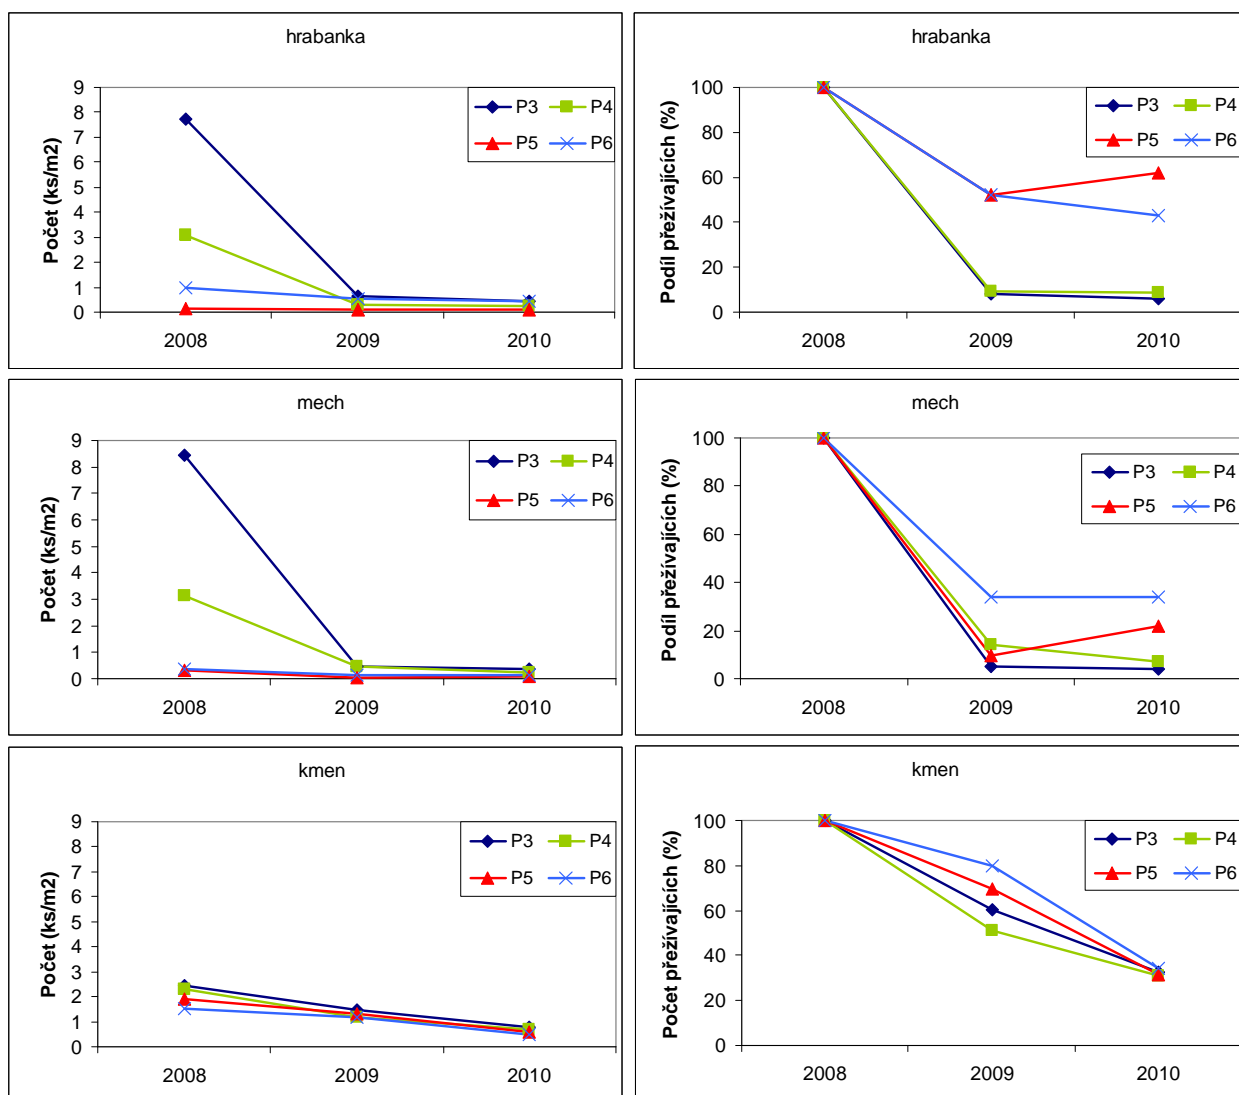 hrabanka
Počet (ks/m2)
9
8
7
6
5
4
3
2
1
0
P3 P4
P5 P6
2008 2009 2010
hrabanka
Podíl přežívajících (%)
100
80
60
40
20
0
P3 P4
P5 P6
2008 2009 2010
mech
Počet (ks/m2)
9
8
7
6
5
4
3
2
1
0
P3 P4
P5 P6
2008 2009 2010
mech
Podíl přežívajících (%)
100
80
60
40
20
0
P3 P4
P5 P6
2008 2009 2010
kmen
Počet (ks/m2)
9
8
7
6
5
4
3
2
1
0
P3 P4
P5 P6
2008 2009 2010
kmen
Počet přežívajících (%)
100
80
60
40
20
0
P3 P4
P5 P6
2008 2009 2010